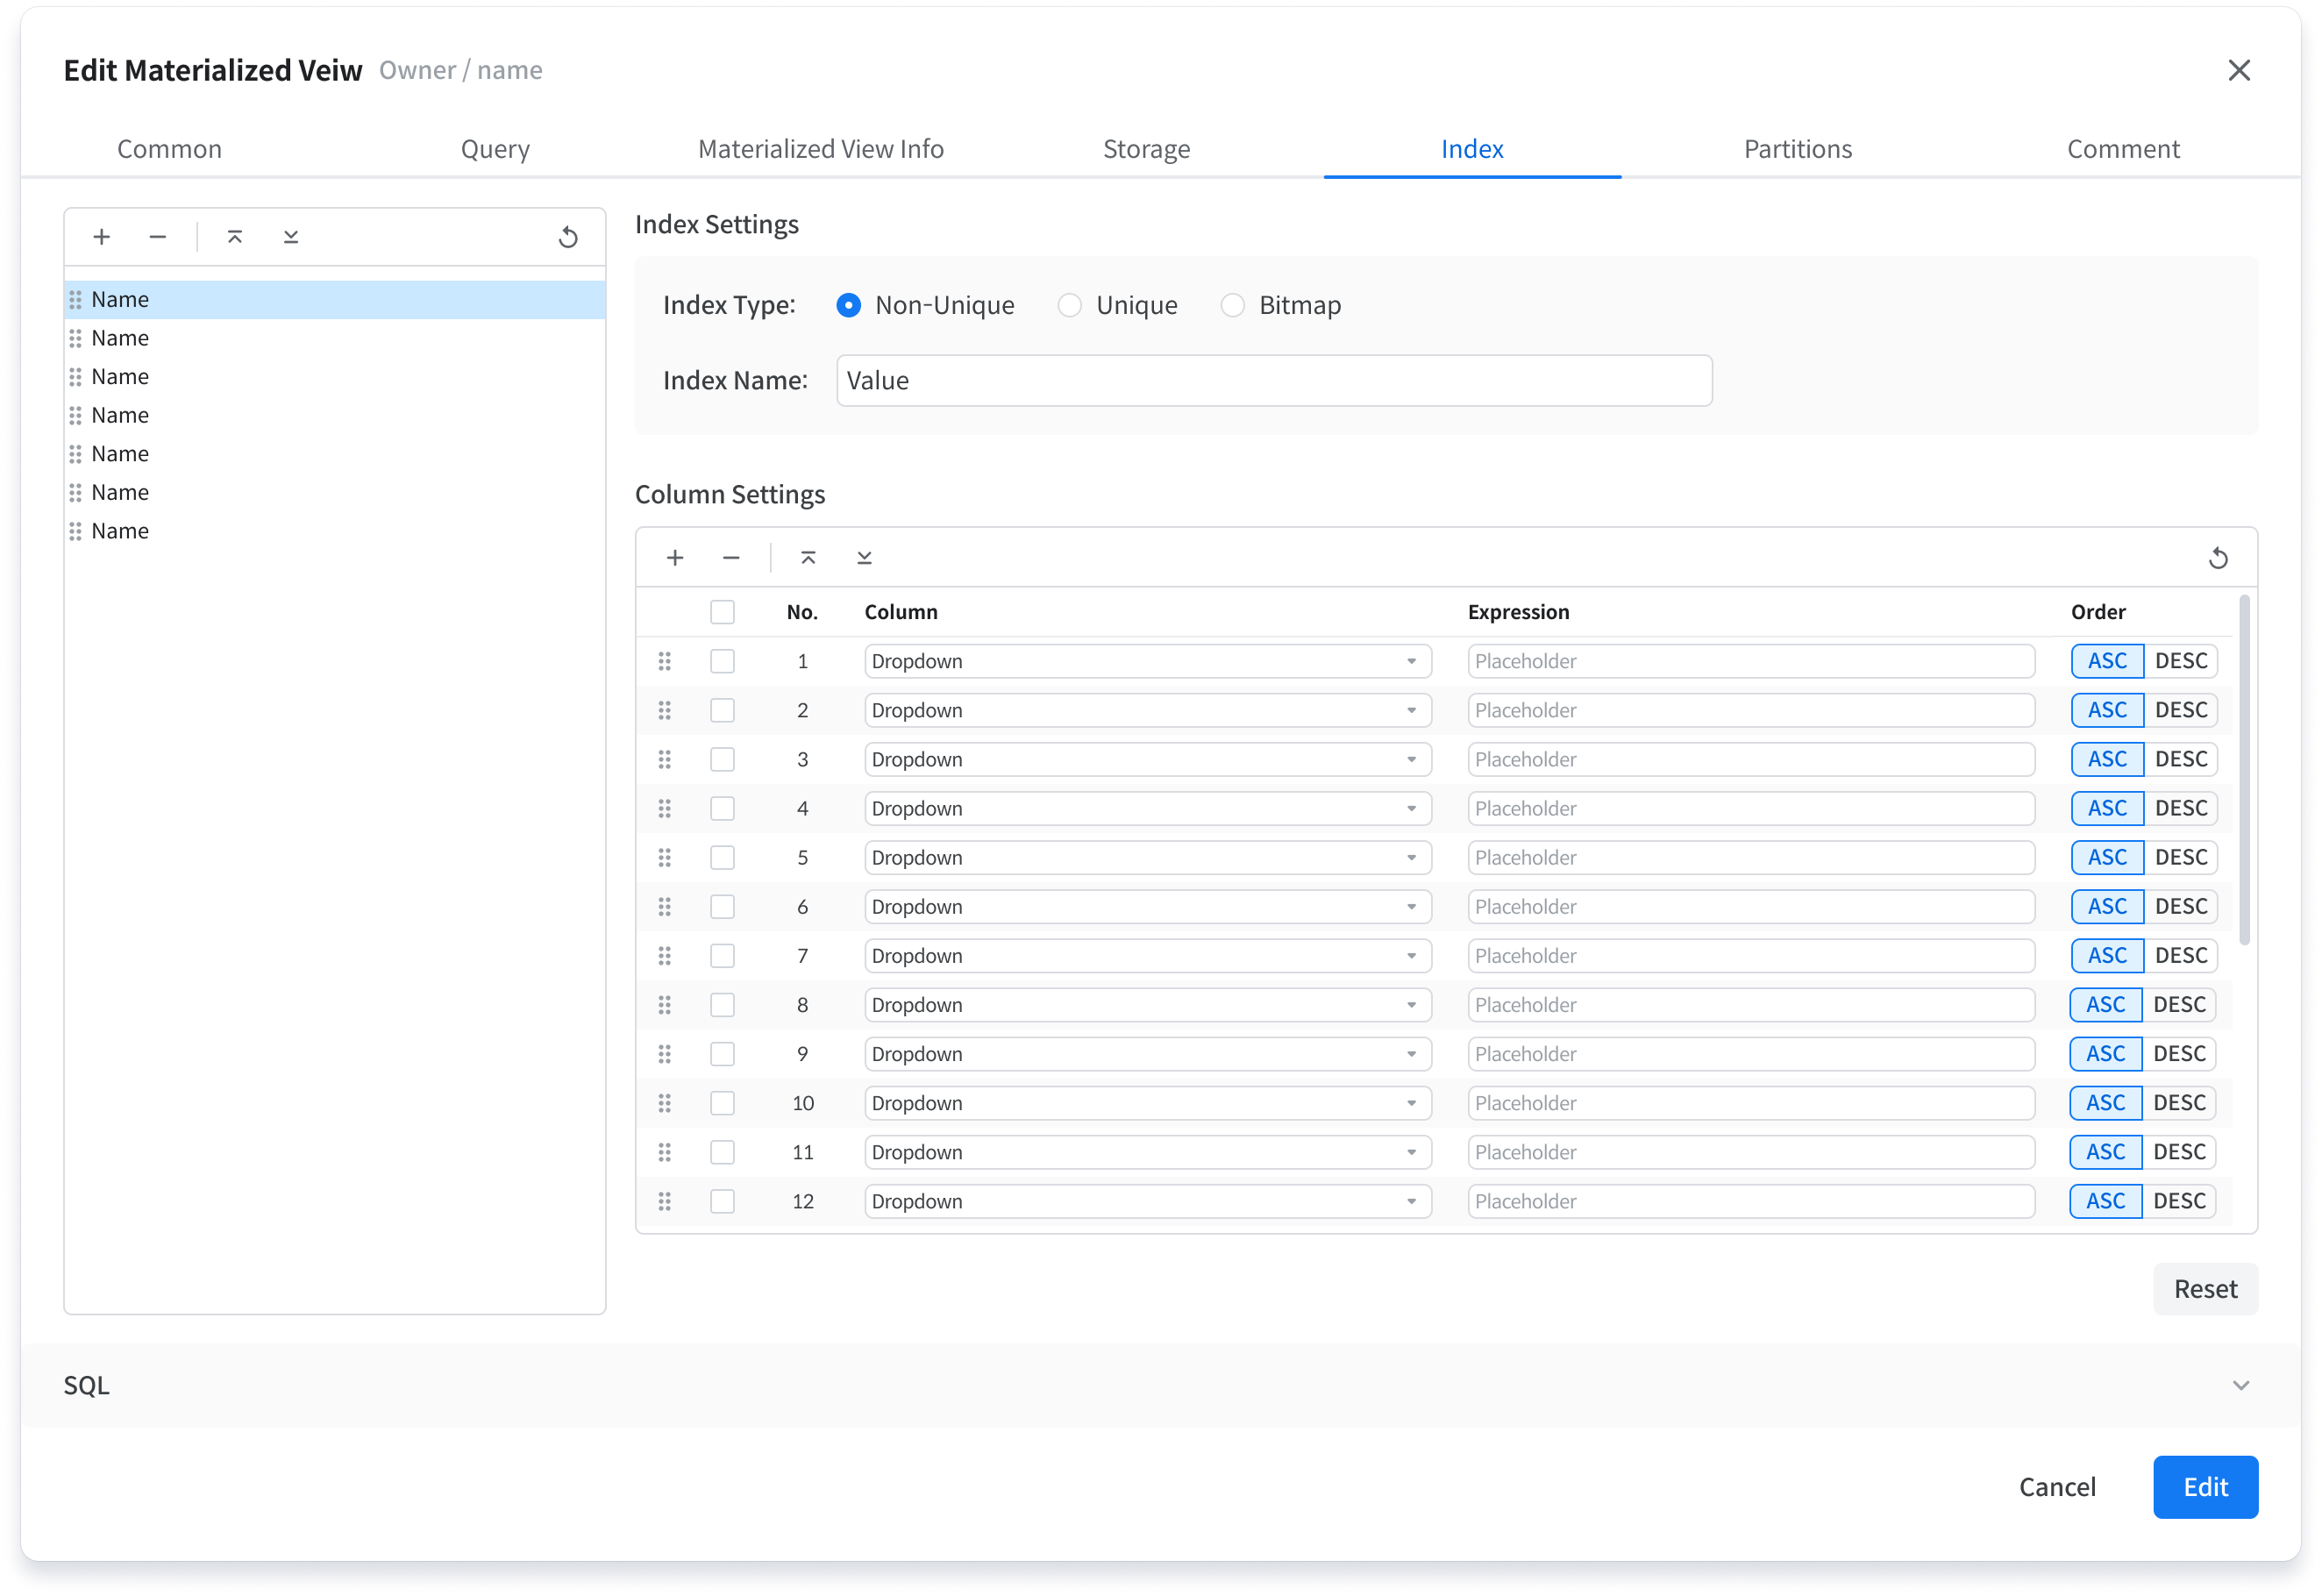 Edit Materialized Veiw Owner / name
Common Query Materialized View Info Storage Index Partitions Comment
Name
Name
Name
Name
Name
Name
Name
Index Settings
Index Type: Non-Unique Unique Bitmap
Index Name: Value
Column Settings
No. Column Expression Order
1 Dropdown Placeholder ASC DESC
2 Dropdown Placeholder ASC DESC
3 Dropdown Placeholder ASC DESC
4 Dropdown Placeholder ASC DESC
5 Dropdown Placeholder ASC DESC
6 Dropdown Placeholder ASC DESC
7 Dropdown Placeholder ASC DESC
8 Dropdown Placeholder ASC DESC
9 Dropdown Placeholder ASC DESC
10 Dropdown Placeholder ASC DESC
11 Dropdown Placeholder ASC DESC
12 Dropdown Placeholder ASC DESC
Reset
SQL
Cancel Edit